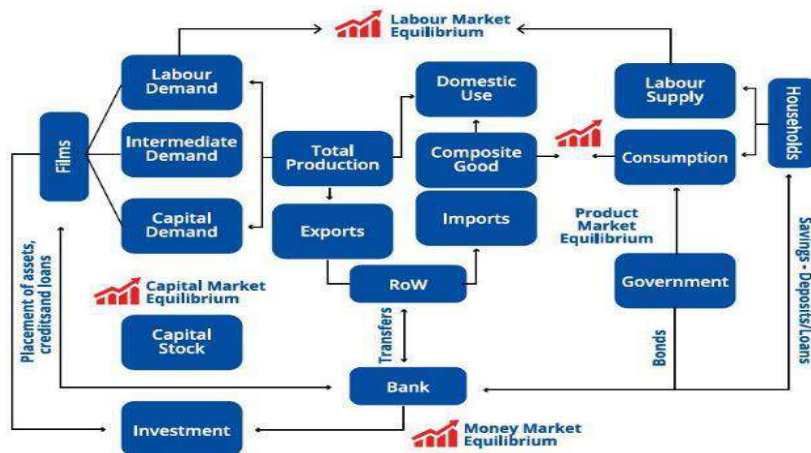 Labour Market
Equilibrium
Labour
Demand
Domestic
Use
Labour
Supply
Households
Films
Intermediate
Demand
Total
Production
Composite
Good
Consumption
Capital
Demand
Exports
Imports
Product
Market
Equilibrium
Placement of assets,
creditsand loans
Capital Market
Equilibrium
RoW
Government
Savings - Deposits/Loans
Capital
Stock
Transfers
Bonds
Bank
Investment
Money Market
Equilibrium